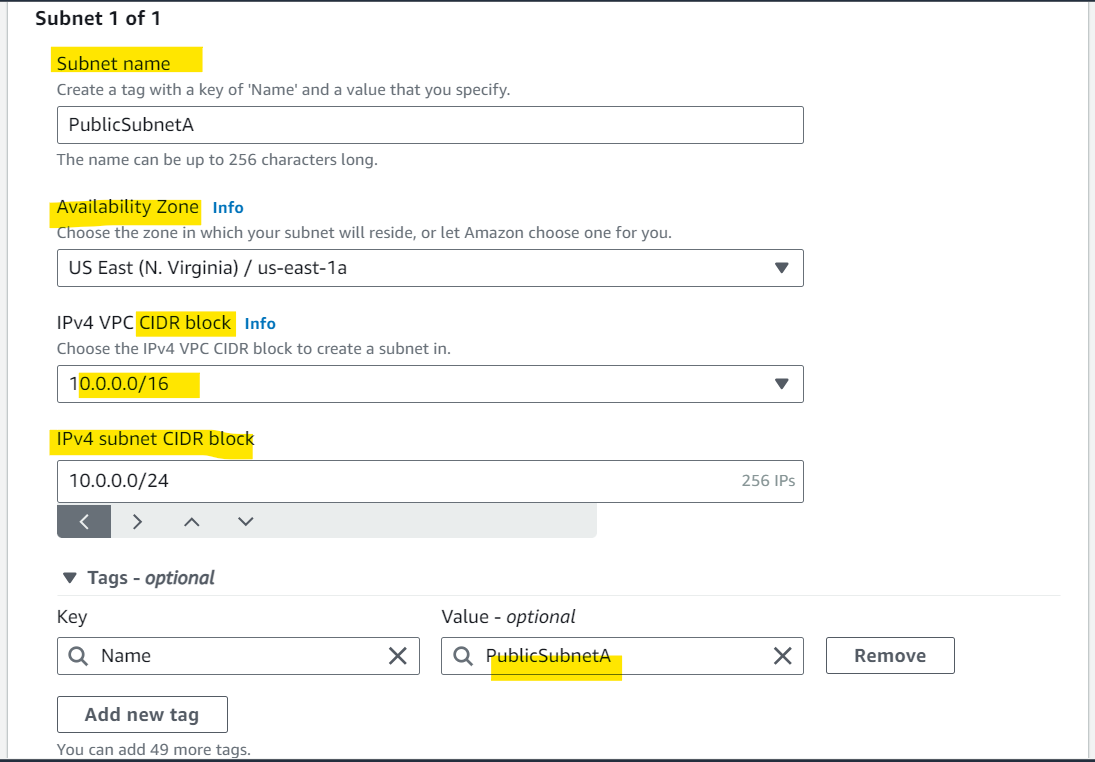 Subnet 1 of 1
Subnet name
Create a tag with a key of 'Name' and a value that you specify.
PublicSubnetA
The name can be up to 256 characters long.
Availability Zone Info
Choose the zone in which your subnet will reside, or let Amazon choose one for you.
US East (N. Virginia) / us-east-1a
IPv4 VPC CIDR block Info
Choose the IPv4 VPC CIDR block to create a subnet in.
10.0.0.0/16
IPv4 subnet CIDR block
10.0.0.0/24 256 IPs
Tags - optional
Key Value - optional
Name PublicSubnetA Remove
Add new tag
You can add 49 more tags.